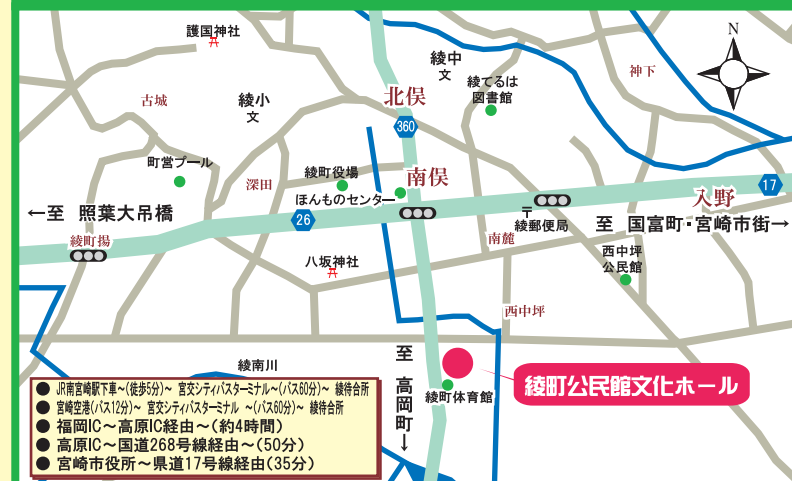 護国神社
綾中
文
N
神下
綾てるは
図書館
古城
綾小
文
北俣
360
町営プール
綾町役場
深田
南俣
ほんものセンター
17
入野
←至 照葉大吊橋
26
〒
綾郵便局
至 国富町・宮崎市街→
綾町揚
南麓
西中坪
公民館
八坂神社
西中坪
綾南川
至 高岡町→
綾町体育館
綾町公民館文化ホール
● JR南宮崎駅下車~(徒歩5分)~ 宮交シティバスターミナル~(バス60分)~ 綾待合所
● 宮崎空港(バス12分)~ 宮交シティバスターミナル ~(バス60分)~ 綾待合所
● 福岡IC~高原IC経由~(約4時間)
● 高原IC~国道268号線経由~(50分)
● 宮崎市役所~県道17号線経由(35分)